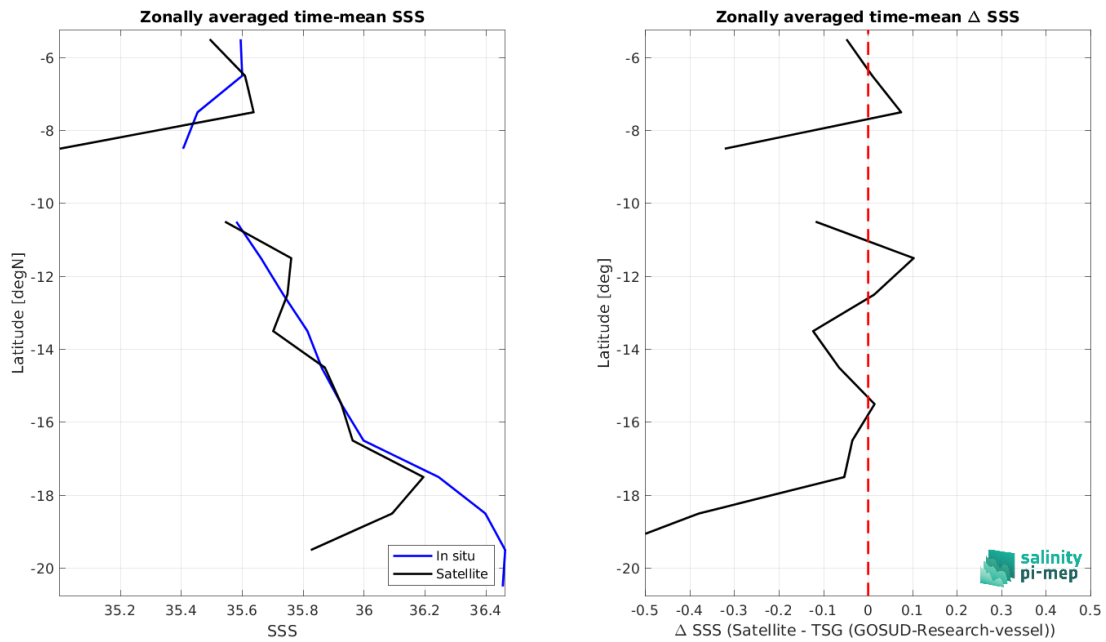 Zonally averaged time-mean SSS
-6
-8
-10
-12
-14
-16
-18
-20
Latitude [degN]
35.2 35.4 35.6 35.8 36 36.2 36.4
SSS
In situ
Satellite
Zonally averaged time-mean Δ SSS
-6
-8
-10
-12
-14
-16
-18
-20
Latitude [deg]
-0.5 -0.4 -0.3 -0.2 -0.1 0 0.1 0.2 0.3 0.4 0.5
Δ SSS (Satellite - TSG (GOSUD-Research-vessel))
salinity
pi-mep